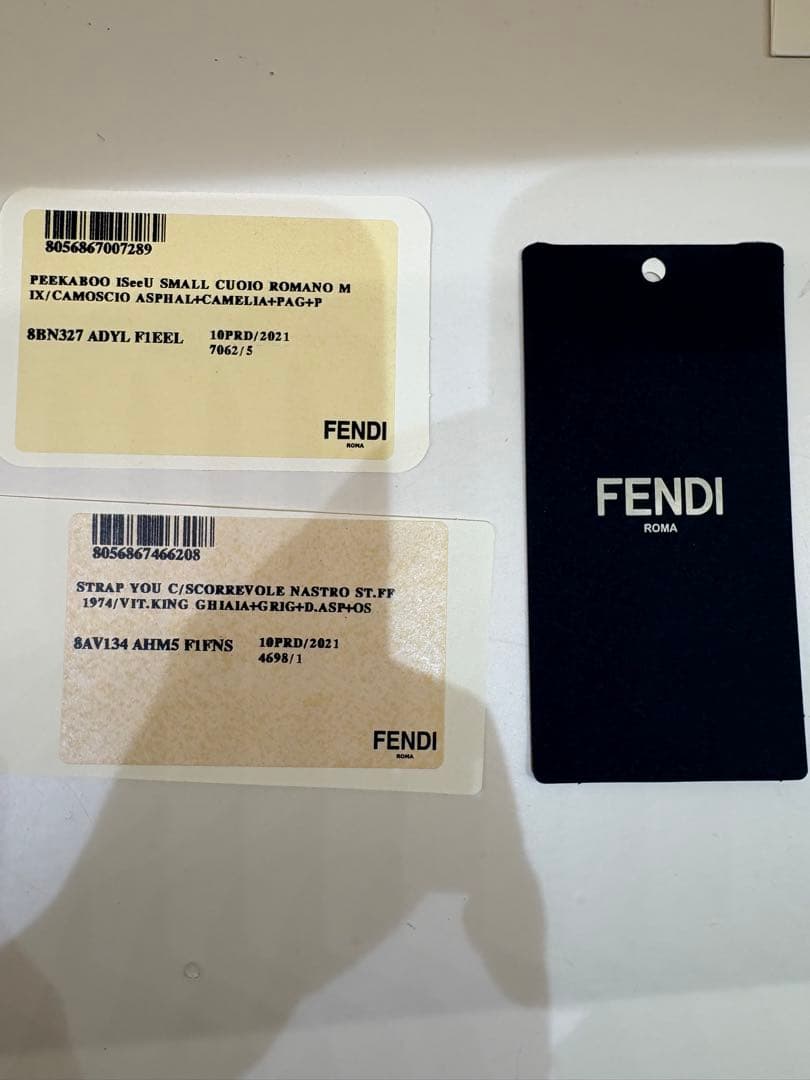 8056867007289
PEEKABOO ISeeU SMALL CUOIO ROMANO M
IX/CAMOSCIO ASPHAL+CAMELIA+PAG+P
8BN327 ADYL F1EEL 10PRD/2021
7062/5
FENDI
ROMA
8056867466208
STRAP YOU C/SCORREVOLE NASTRO ST.FF
1974/VIT.KING GHIAIA+GRIG+D.ASP+OS
8AV134 AHM5 F1FNS 10PRD/2021
4698/1
FENDI
ROMA
FENDI
ROMA